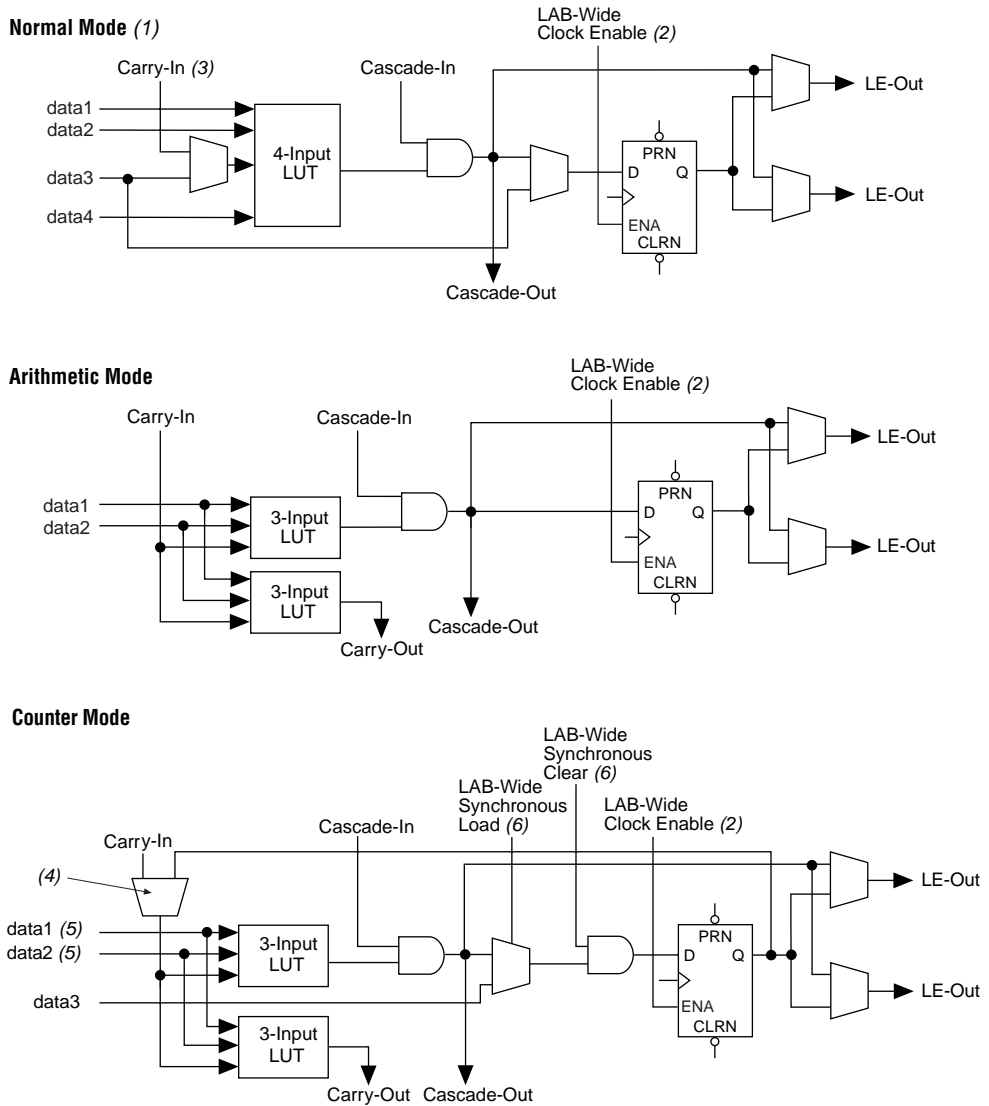 Normal Mode (1)
LAB-Wide
Clock Enable (2)
Carry-In (3)
Cascade-In
LE-Out
data1
data2
4-Input
LUT
PRN
data3
D Q
LE-Out
data4
ENA
CLRN
Cascade-Out
Arithmetic Mode
LAB-Wide
Clock Enable (2)
Carry-In
Cascade-In
LE-Out
data1
data2
3-Input
LUT
PRN
D Q
LE-Out
ENA
CLRN
3-Input
LUT
Cascade-Out
Carry-Out
Counter Mode
LAB-Wide
Synchronous
Clear (6)
LAB-Wide
Synchronous
Load (6)
LAB-Wide
Clock Enable (2)
Cascade-In
Carry-In
(4)
LE-Out
data1 (5)
data2 (5)
3-Input
LUT
PRN
D Q
data3
LE-Out
ENA
CLRN
3-Input
LUT
Carry-Out
Cascade-Out